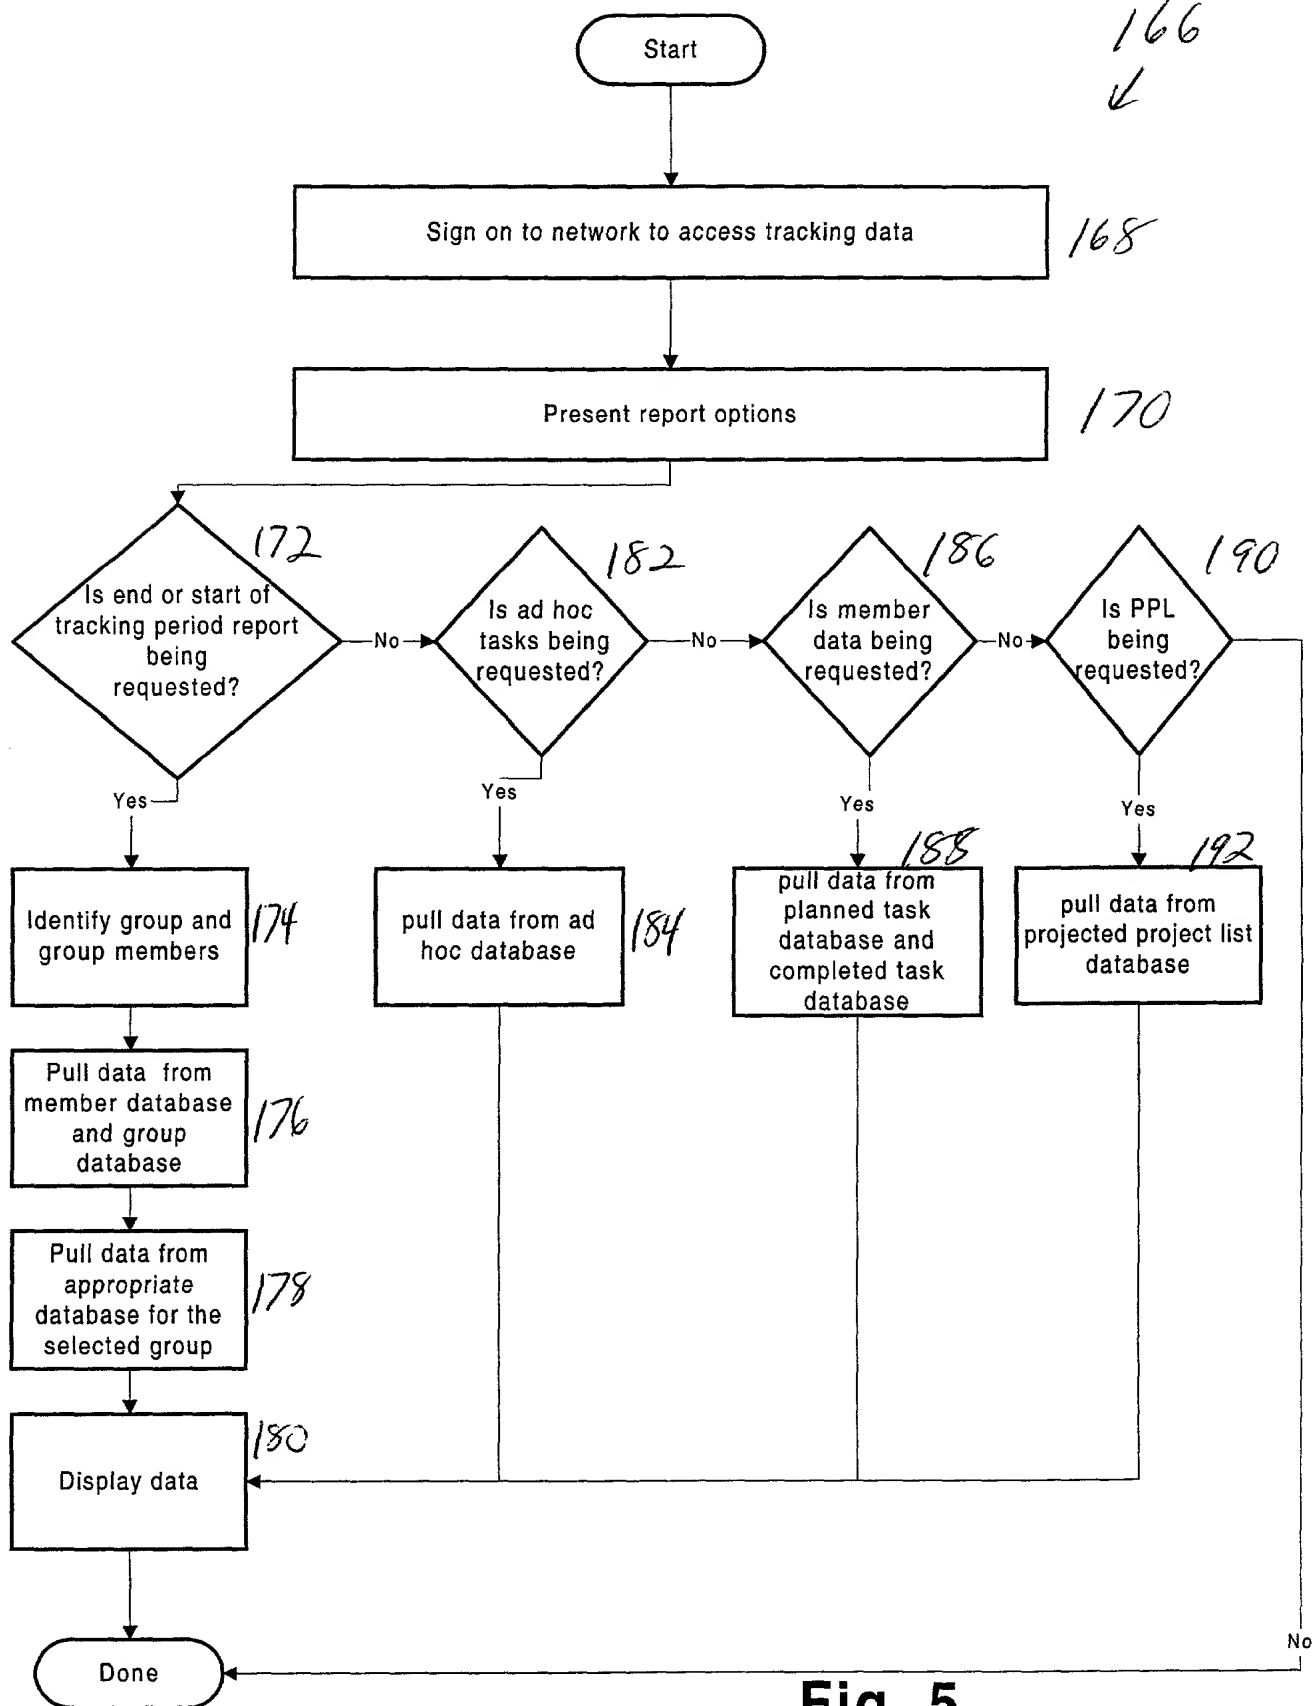 Start
166
Sign on to network to access tracking data
168
Present report options
170
172
Is end or start of
tracking period report
being
requested?
No
182
Is ad hoc
tasks being
requested?
No
186
Is member
data being
requested?
No
190
Is PPL
being
requested?
Yes
Yes
Yes
Yes
Identify group and
group members
174
pull data from ad
hoc database
184
188
pull data from
planned task
database and
completed task
database
192
pull data from
projected project list
database
Pull data from
member database
and group
database
176
Pull data from
appropriate
database for the
selected group
178
Display data
180
No
Done
Fig. 5